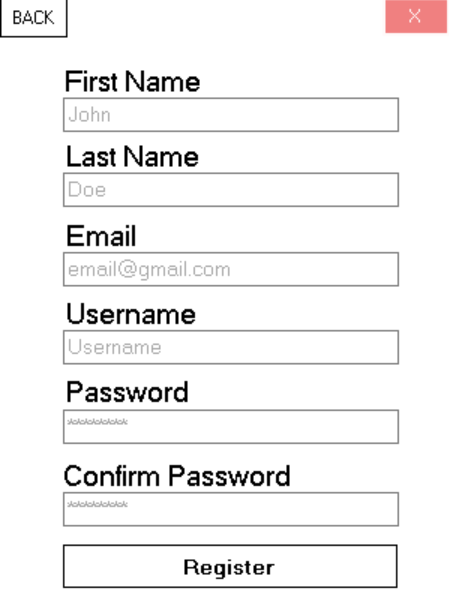 BACK
X
First Name
John
Last Name
Doe
Email
email@gmail.com
Username
Username
Password
*********
Confirm Password
*********
Register